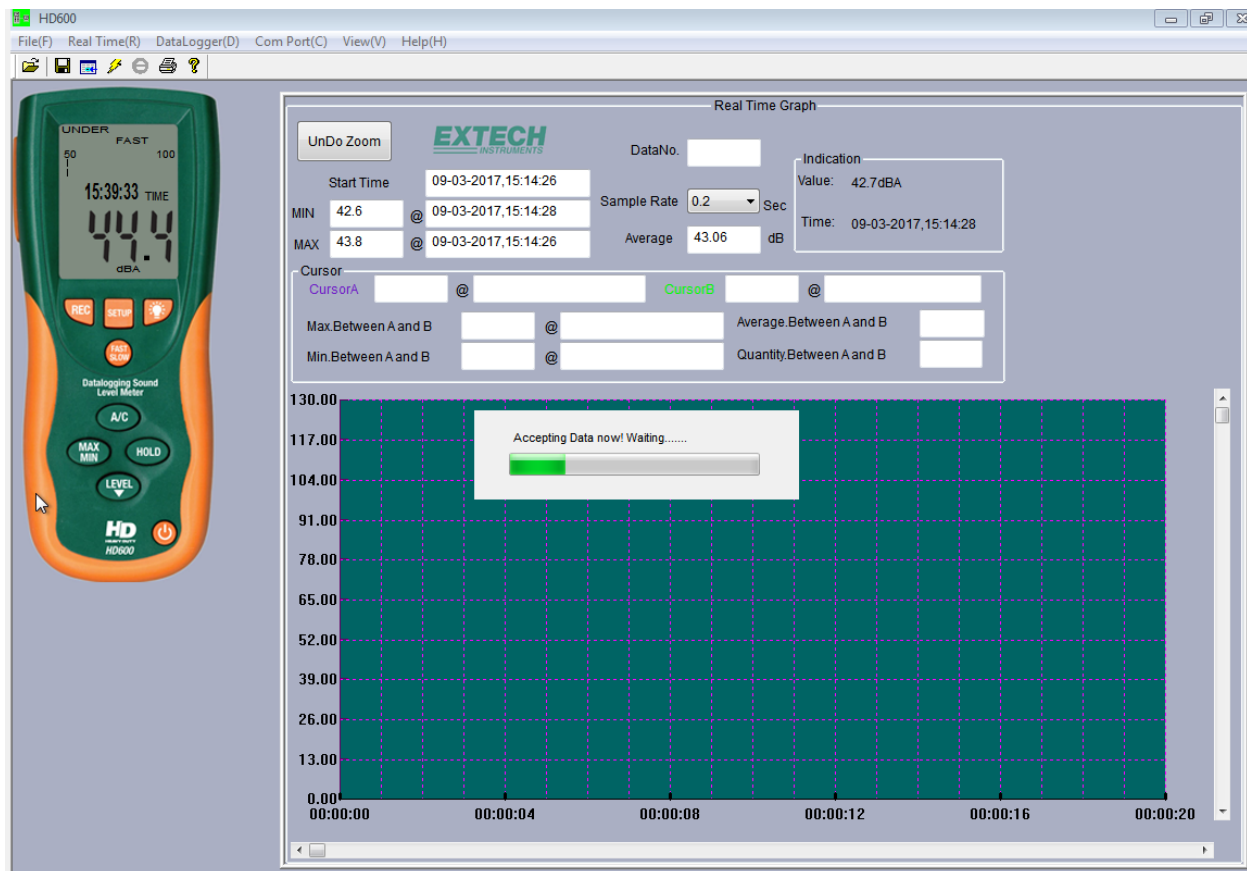 HD600
File(F) Real Time(R) DataLogger(D) Com Port(C) View(V) Help(H)
UNDER
FAST
50 100
15:39:33 TIME
44.4
dBA
REC SETUP
FAST
SLOW
Datalogging Sound
Level Meter
A/C
MAX
MIN
HOLD
LEVEL
HD
HEAVY DUTY
HD600
Real Time Graph
UnDo Zoom
EXTECH
INSTRUMENTS
DataNo.
Indication
Value: 42.7dBA
Time: 09-03-2017,15:14:28
Start Time 09-03-2017,15:14:26
Sample Rate 0.2 Sec
MIN 42.6 @ 09-03-2017,15:14:28
MAX 43.8 @ 09-03-2017,15:14:26
Average 43.06 dB
Cursor
CursorA @ CursorB @
Max.Between A and B @ Average.Between A and B
Min.Between A and B @ Quantity.Between A and B
130.00
117.00
104.00
91.00
78.00
65.00
52.00
39.00
26.00
13.00
0.00
Accepting Data now! Waiting.......
00:00:00 00:00:04 00:00:08 00:00:12 00:00:16 00:00:20